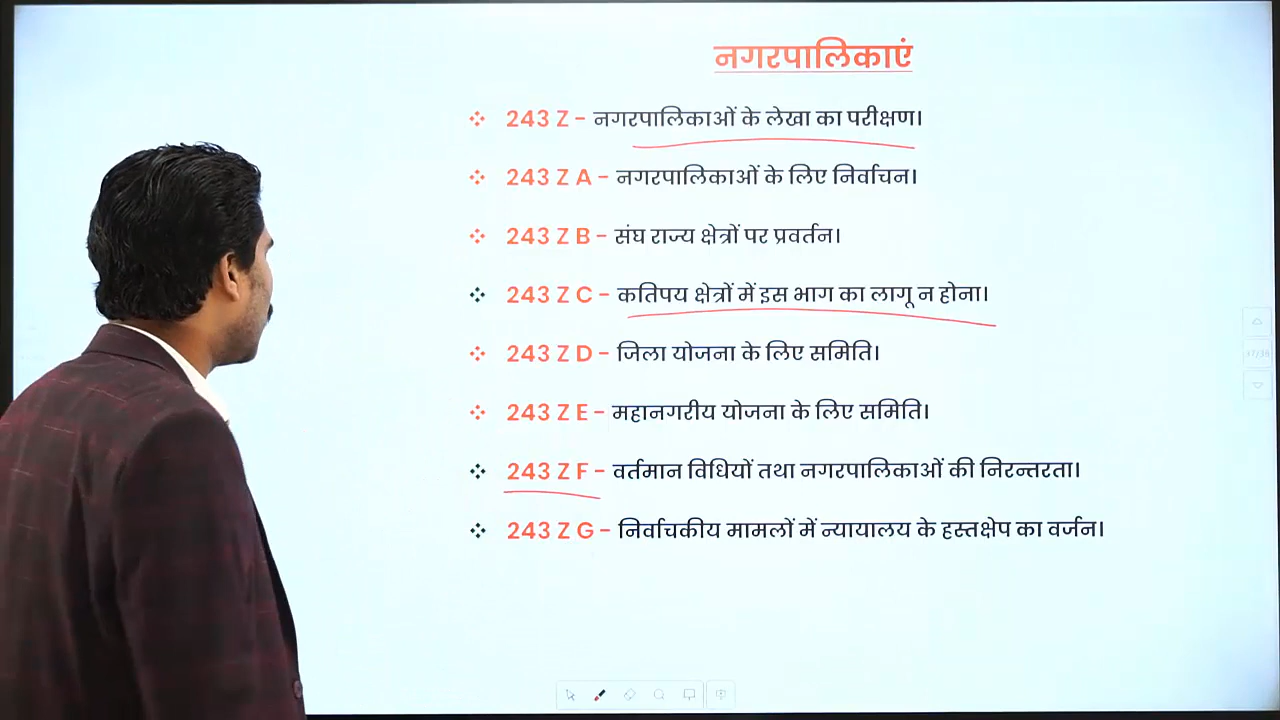 नगरपालिकाएं
243 Z - नगरपालिकाओं के लेखा का परीक्षण।
243 Z A - नगरपालिकाओं के लिए निर्वाचन।
243 Z B - संघ राज्य क्षेत्रों पर प्रवर्तन।
243 Z C - कतिपय क्षेत्रों में इस भाग का लागू न होना।
243 Z D - जिला योजना के लिए समिति।
243 Z E - महानगरीय योजना के लिए समिति।
243 Z F - वर्तमान विधियों तथा नगरपालिकाओं की निरन्तरता।
243 Z G - निर्वाचकीय मामलों में न्यायालय के हस्तक्षेप का वर्जन।